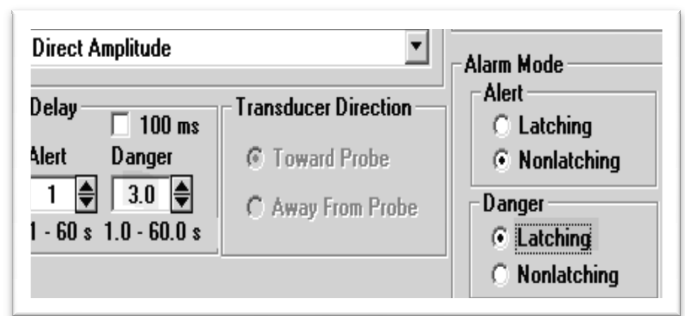 Direct Amplitude
Delay
100 ms
Alert Danger
1 3.0
1 - 60 s 1.0 - 60.0 s
Transducer Direction
Toward Probe
Away From Probe
Alarm Mode
Alert
Latching
Nonlatching
Danger
Latching
Nonlatching